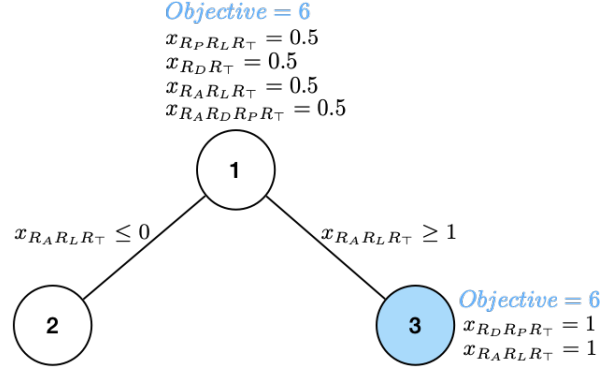 Objective = 6
x_{R_P R_L R_⊤} = 0.5
x_{R_D R_⊤} = 0.5
x_{R_A R_L R_⊤} = 0.5
x_{R_A R_D R_P R_⊤} = 0.5
1
x_{R_A R_L R_⊤} ≤ 0
x_{R_A R_L R_⊤} ≥ 1
2
3
Objective = 6
x_{R_D R_P R_⊤} = 1
x_{R_A R_L R_⊤} = 1